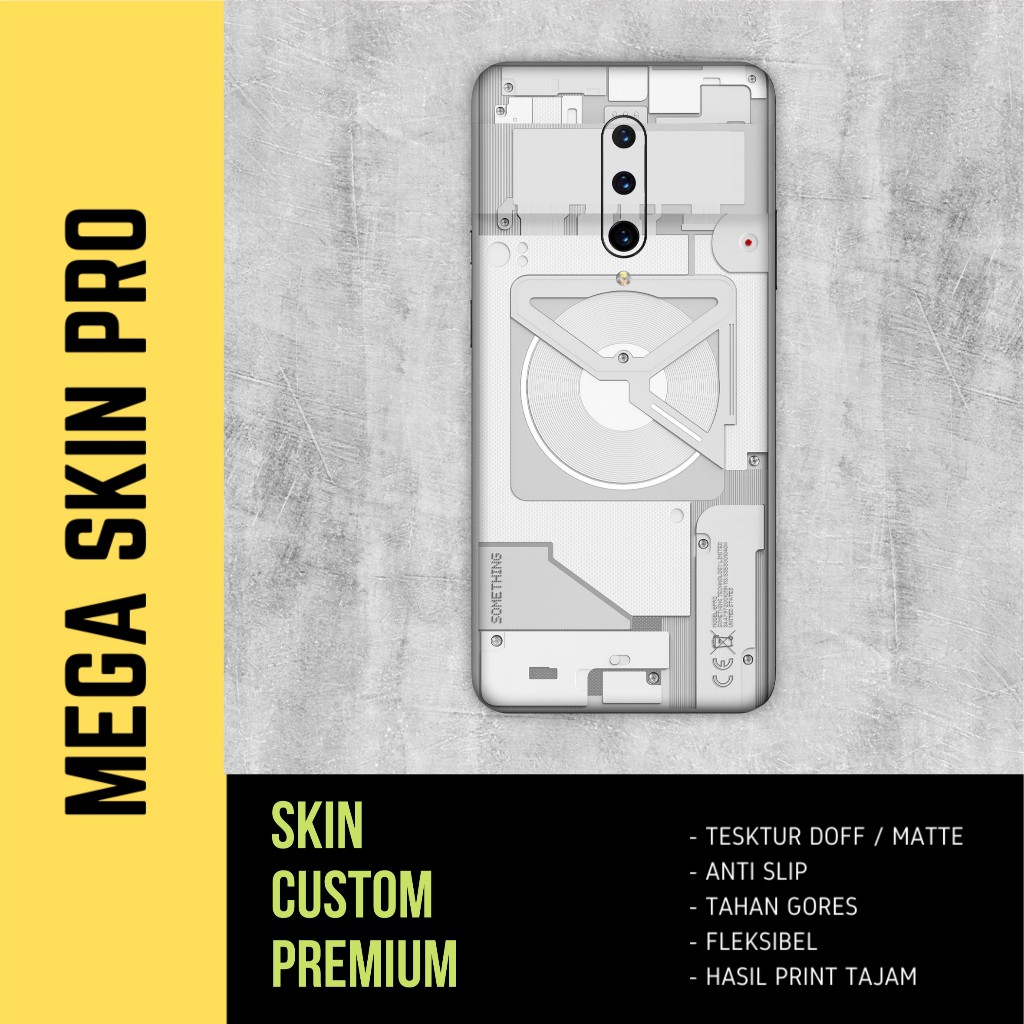 MEGA SKIN PRO
SOMETHING
SKIN
CUSTOM
PREMIUM
- TESKTUR DOFF / MATTE
- ANTI SLIP
- TAHAN GORES
- FLEKSIBEL
- HASIL PRINT TAJAM